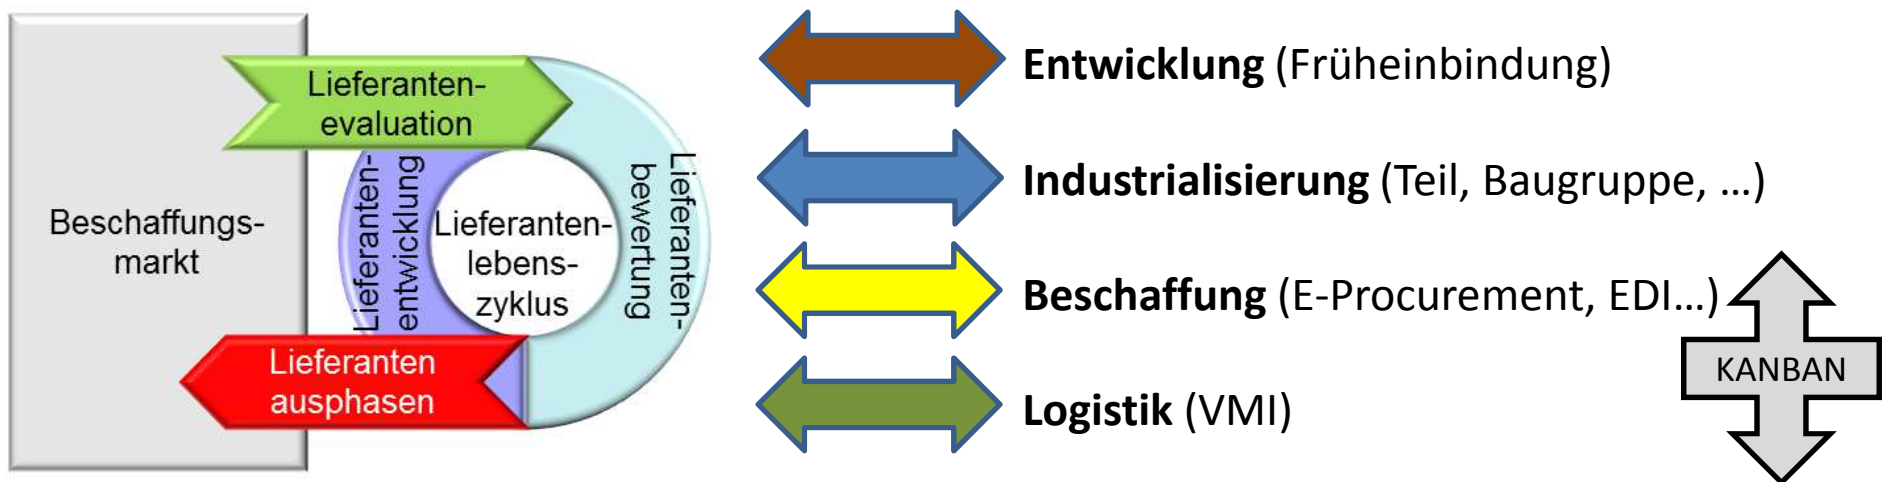 Beschaffungs-
markt
Lieferanten-
evaluation
Lieferanten-
entwicklung
Lieferanten-
lebens-
zyklus
Lieferanten-
bewertung
Lieferanten
ausphasen
Entwicklung (Früheinbindung)
Industrialisierung (Teil, Baugruppe, …)
Beschaffung (E-Procurement, EDI…)
Logistik (VMI)
KANBAN